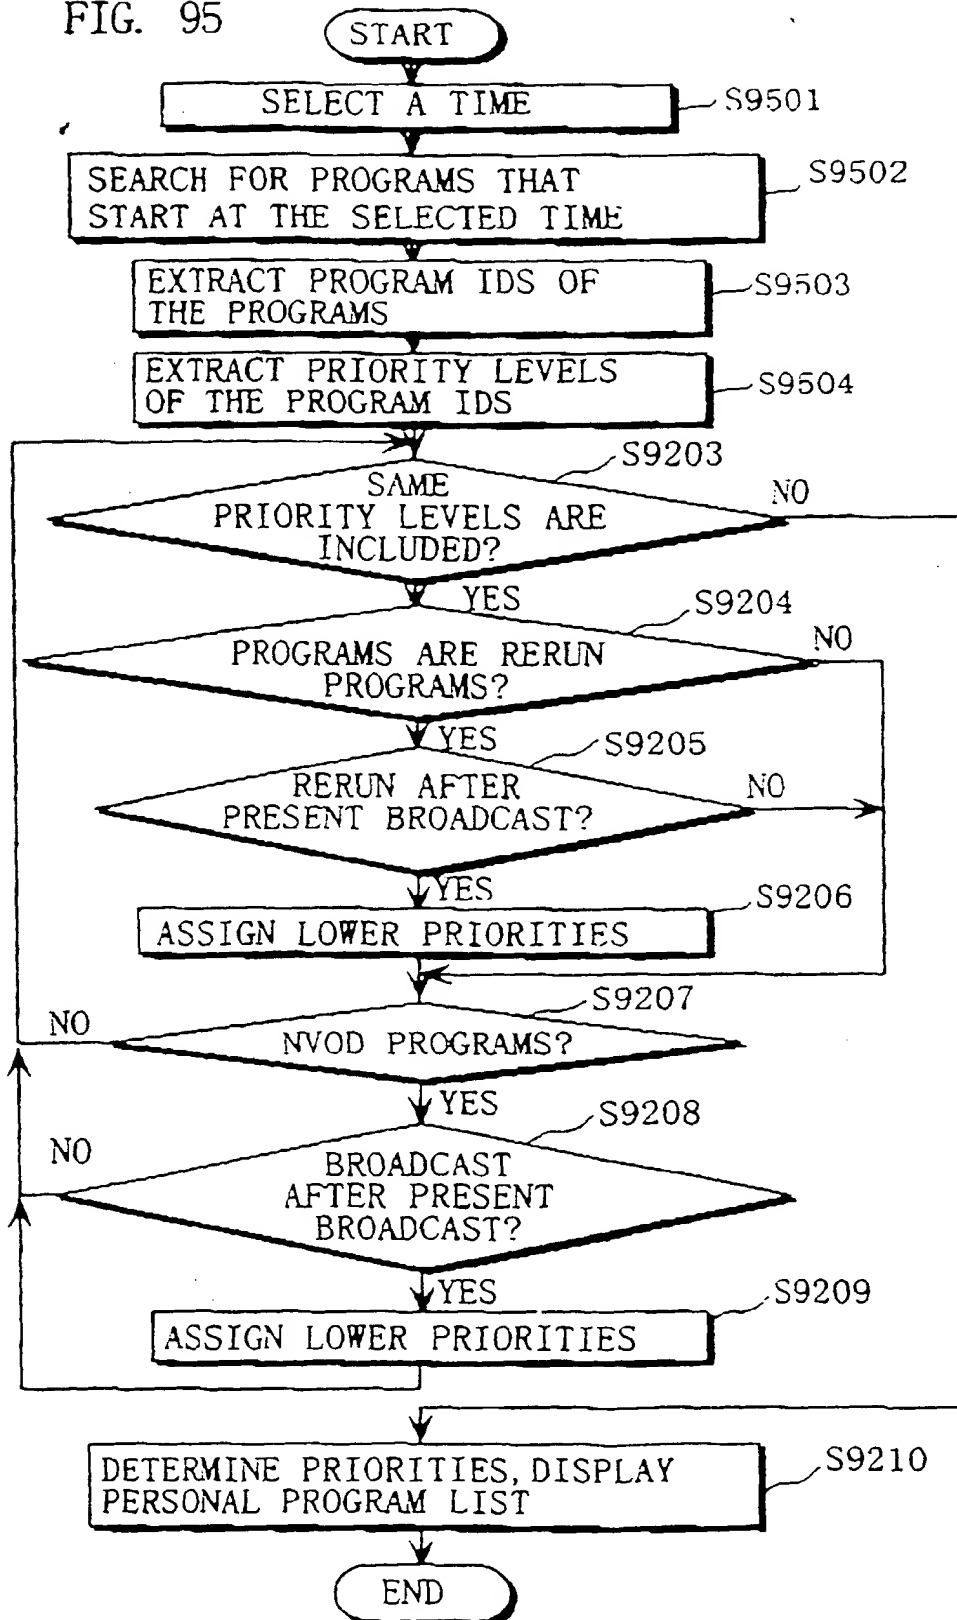 FIG. 95
START
SELECT A TIME
S9501
SEARCH FOR PROGRAMS THAT
START AT THE SELECTED TIME
S9502
EXTRACT PROGRAM IDS OF
THE PROGRAMS
S9503
EXTRACT PRIORITY LEVELS
OF THE PROGRAM IDS
S9504
S9203
SAME
PRIORITY LEVELS ARE
INCLUDED?
NO
YES
S9204
PROGRAMS ARE RERUN
PROGRAMS?
NO
YES
S9205
RERUN AFTER
PRESENT BROADCAST?
NO
YES
S9206
ASSIGN LOWER PRIORITIES
S9207
NO
NVOD PROGRAMS?
YES
S9208
NO
BROADCAST
AFTER PRESENT
BROADCAST?
YES
S9209
ASSIGN LOWER PRIORITIES
DETERMINE PRIORITIES, DISPLAY
PERSONAL PROGRAM LIST
S9210
END